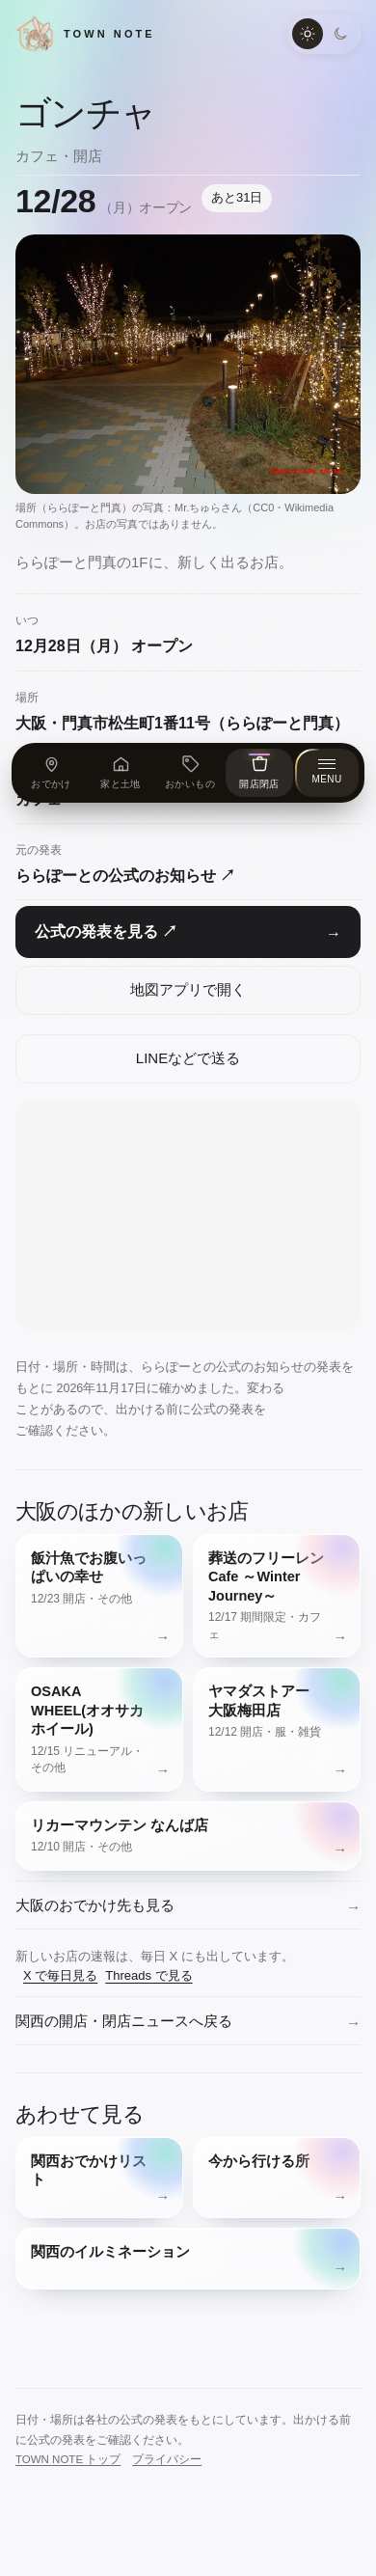 TOWN NOTE
ゴンチャ
カフェ・開店
12/28 （月）オープン あと31日
場所（ららぽーと門真）の写真：Mr.ちゅらさん（CC0・Wikimedia
Commons）。お店の写真ではありません。
ららぽーと門真の1Fに、新しく出るお店。
いつ
12月28日（月） オープン
場所
大阪・門真市松生町1番11号（ららぽーと門真）
おでかけ 家と土地 おかいもの 開店閉店 MENU
カフェ
元の発表
ららぽーとの公式のお知らせ ↗
公式の発表を見る ↗ →
地図アプリで開く
LINEなどで送る
日付・場所・時間は、ららぽーとの公式のお知らせの発表を
もとに 2026年11月17日に確かめました。変わる
ことがあるので、出かける前に公式の発表を
ご確認ください。
大阪のほかの新しいお店
飯汁魚でお腹いっ
ぱいの幸せ
12/23 開店・その他
→
葬送のフリーレン
Cafe ～Winter
Journey～
12/17 期間限定・カフ
ェ
→
OSAKA
WHEEL(オオサカ
ホイール)
12/15 リニューアル・
その他
→
ヤマダストアー
大阪梅田店
12/12 開店・服・雑貨
→
リカーマウンテン なんば店
12/10 開店・その他
→
大阪のおでかけ先も見る →
新しいお店の速報は、毎日 X にも出しています。
X で毎日見る Threads で見る
関西の開店・閉店ニュースへ戻る →
あわせて見る
関西おでかけリス
ト
→
今から行ける所
→
関西のイルミネーション
→
日付・場所は各社の公式の発表をもとにしています。出かける前
に公式の発表をご確認ください。
TOWN NOTE トップ プライバシー